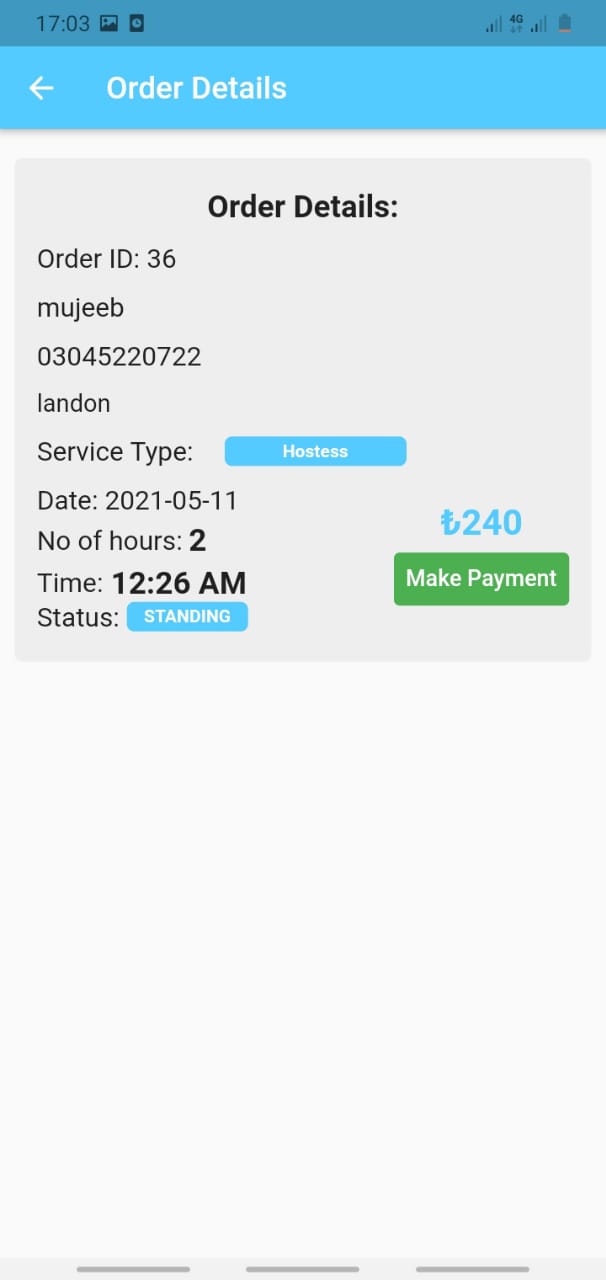 17:03 4G
Order Details
Order Details:
Order ID: 36
mujeeb
03045220722
landon
Service Type: Hostess
Date: 2021-05-11
₺240
No of hours: 2
Make Payment
Time: 12:26 AM
Status: STANDING